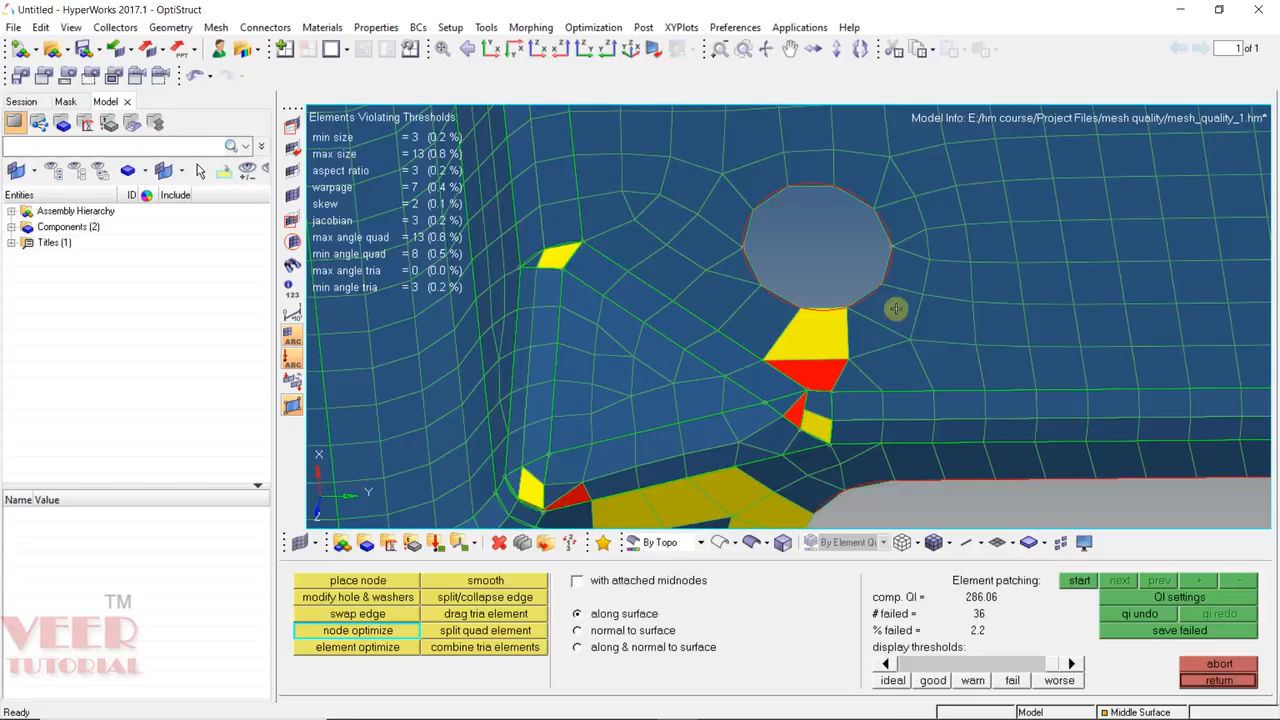 Untitled - HyperWorks 2017.1 - OptiStruct
File Edit View Collectors Geometry Mesh Connectors Materials Properties BCs Setup Tools Morphing Optimization Post XYPlots Preferences Applications Help
1 of 1
Session Mask Model
Entities ID Include
Assembly Hierarchy
Components (2)
Titles (1)
Name Value
Elements Violating Thresholds
Model Info: E:/hm course/Project Files/mesh quality/mesh_quality_1.hm*
min size = 3 (0.2 %)
max size = 13 (0.8 %)
aspect ratio = 3 (0.2 %)
warpage = 7 (0.4 %)
skew = 2 (0.1 %)
jacobian = 3 (0.2 %)
max angle quad = 13 (0.8 %)
min angle quad = 8 (0.5 %)
max angle tria = 0 (0.0 %)
min angle tria = 3 (0.2 %)
123
ABC
ABC
X
Y
Z
By Topo
By Element Qu
place node smooth with attached midnodes Element patching: start next prev + -
modify hole & washers split/collapse edge comp. QI = 286.06 QI settings
swap edge drag tria element along surface # failed = 36 qi undo qi redo
node optimize split quad element normal to surface % failed = 2.2 save failed
element optimize combine tria elements along & normal to surface display thresholds:
abort
ideal good warn fail worse return
TM
VEER
TUTORIAL
Ready Model Middle Surface